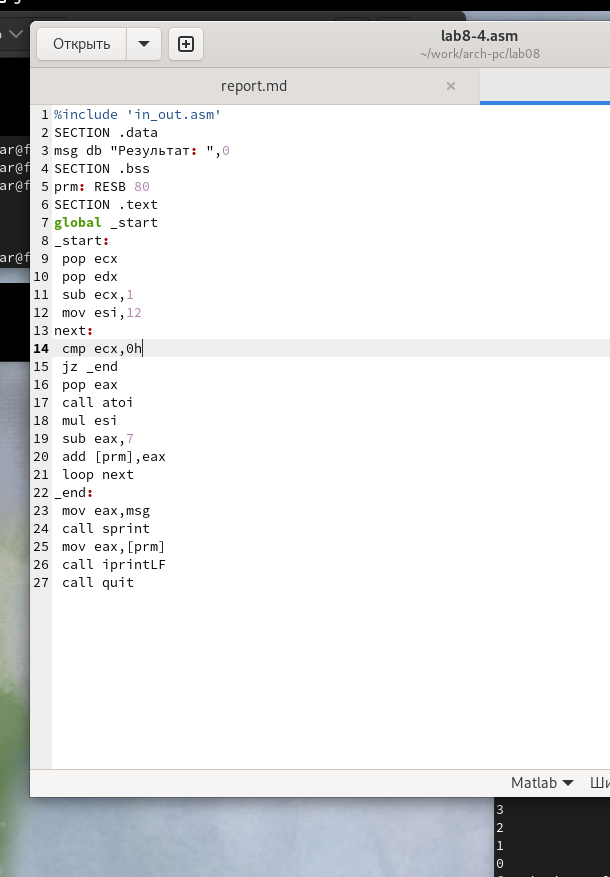 Открыть
lab8-4.asm
~/work/arch-pc/lab08
report.md
1 %include 'in_out.asm'
2 SECTION .data
3 msg db "Результат: ",0
4 SECTION .bss
5 prm: RESB 80
6 SECTION .text
7 global _start
8 _start:
9 pop ecx
10 pop edx
11 sub ecx,1
12 mov esi,12
13 next:
14 cmp ecx,0h
15 jz _end
16 pop eax
17 call atoi
18 mul esi
19 sub eax,7
20 add [prm],eax
21 loop next
22 _end:
23 mov eax,msg
24 call sprint
25 mov eax,[prm]
26 call iprintLF
27 call quit
ar@f
ar@f
ar@f
ar@f
Matlab
3
2
1
0